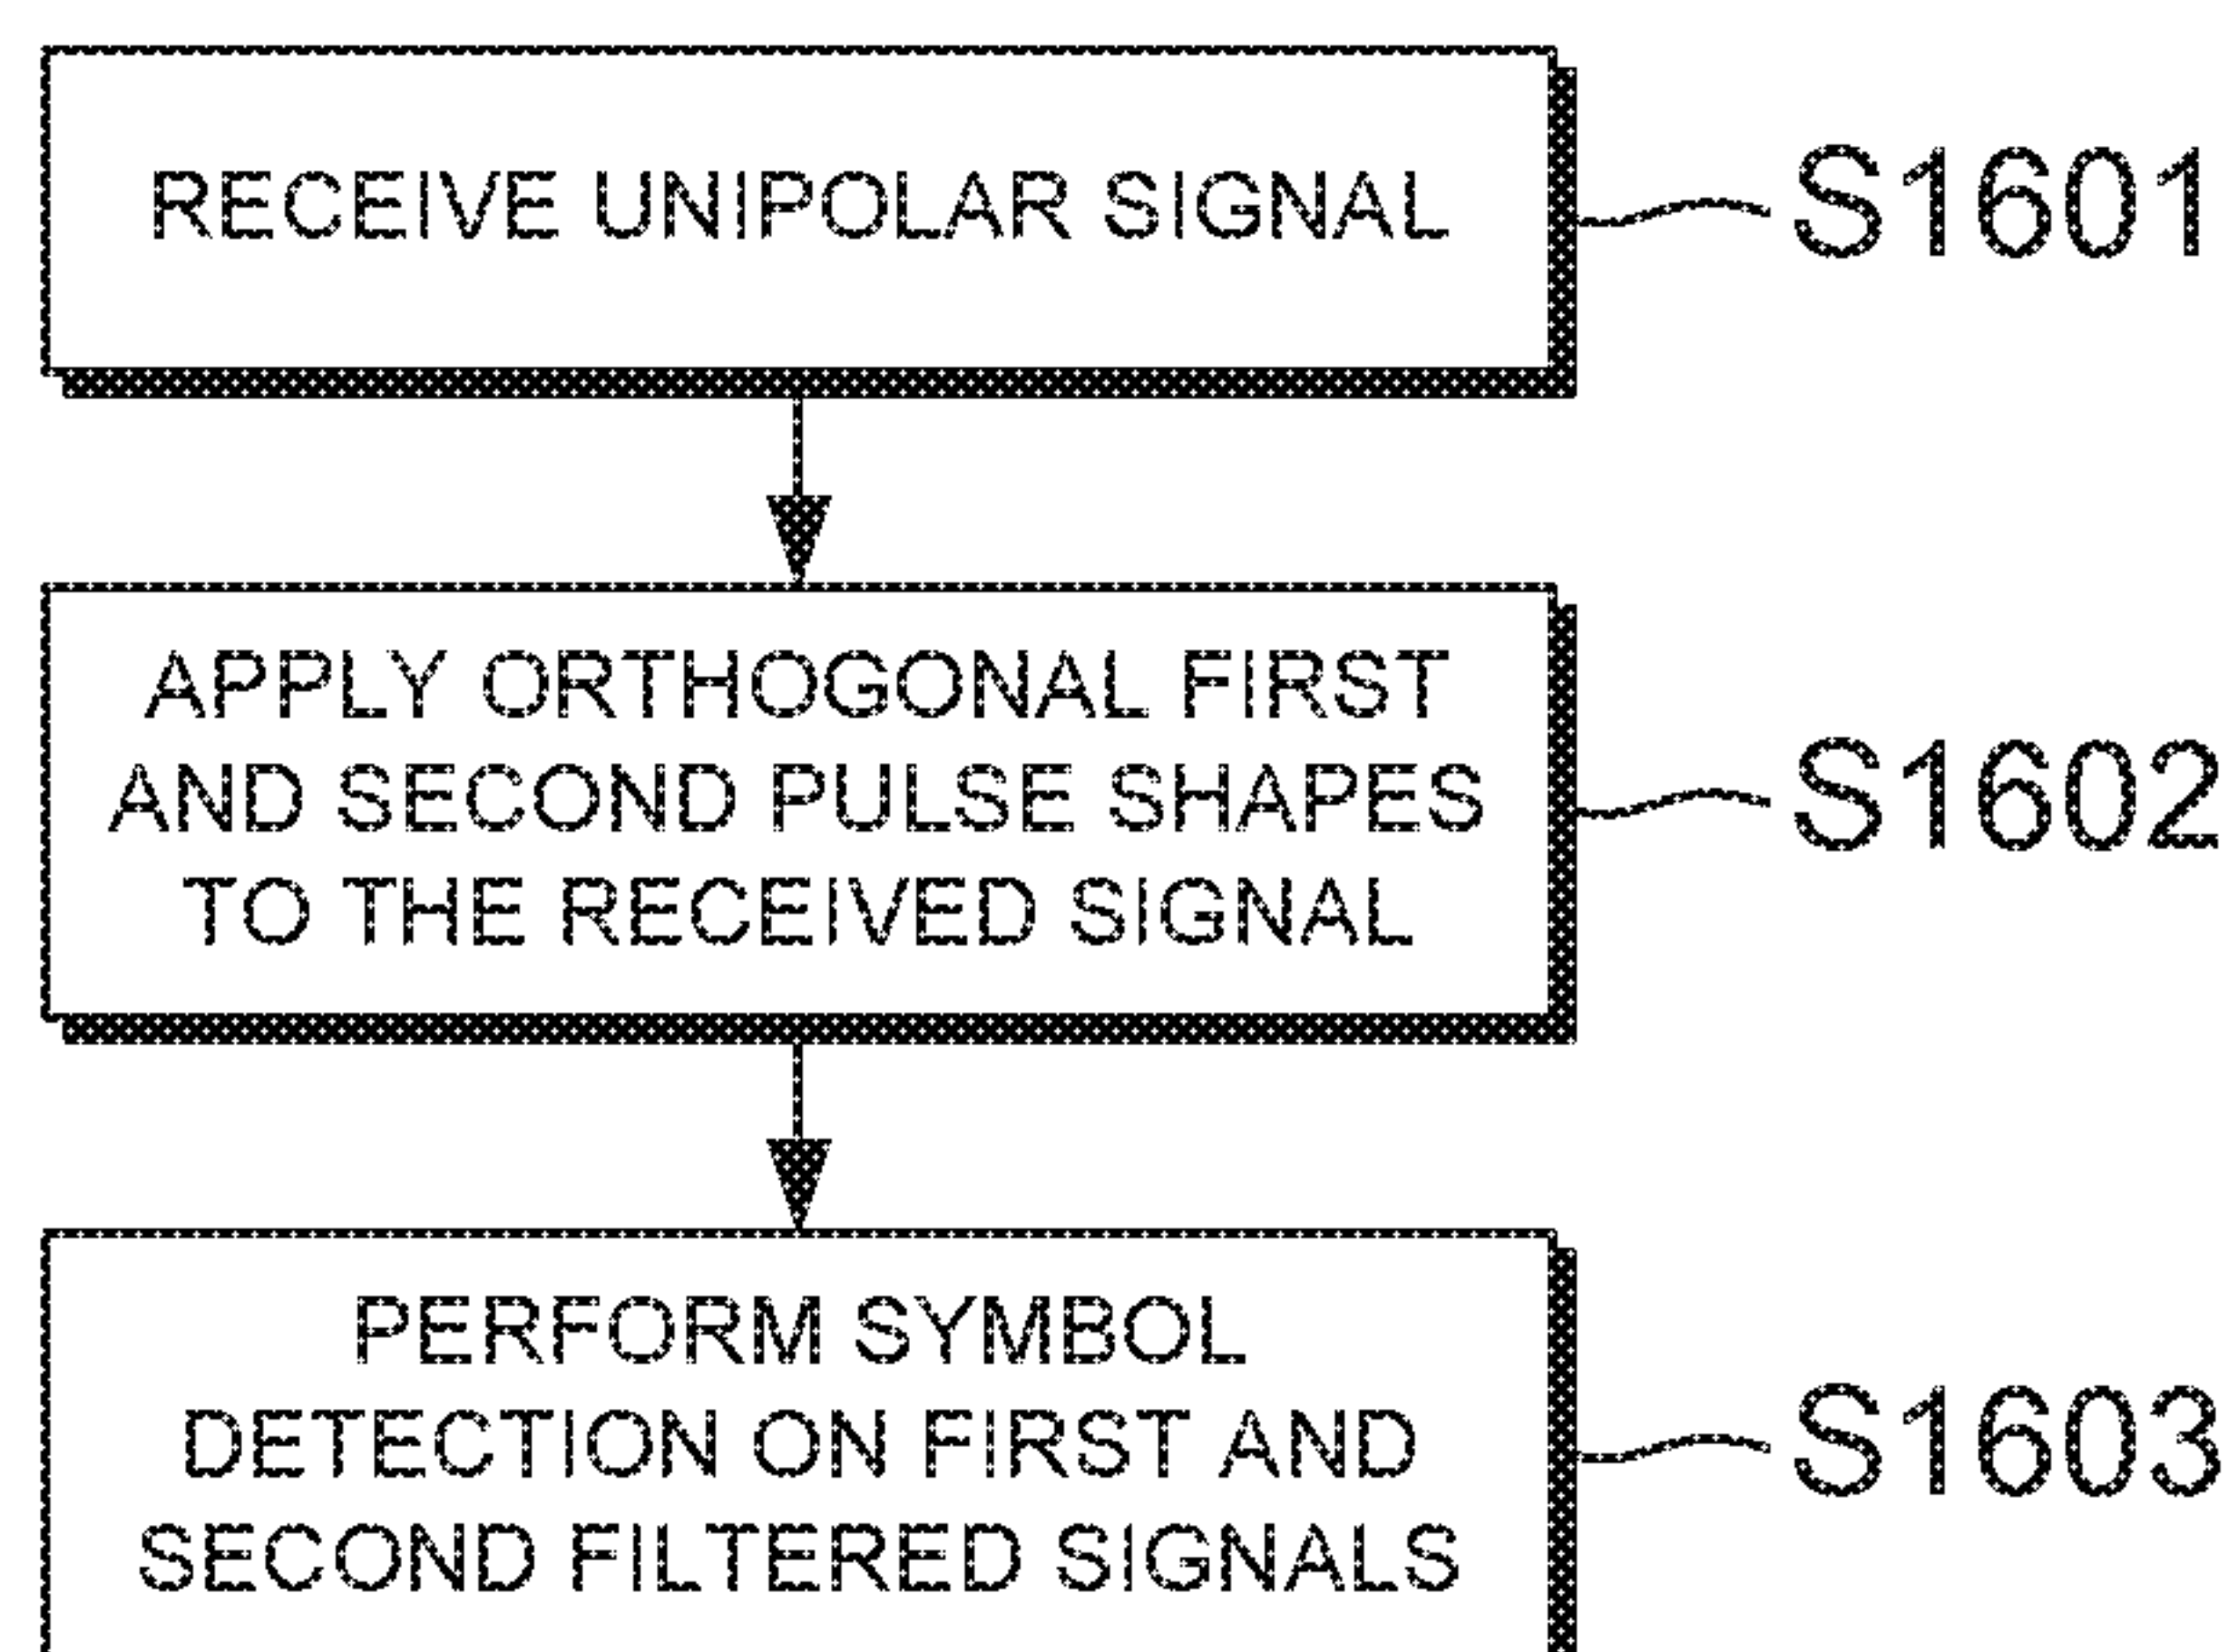 RECEIVE UNIPOLAR SIGNAL
S1601
APPLY ORTHOGONAL FIRST
AND SECOND PULSE SHAPES
TO THE RECEIVED SIGNAL
S1602
PERFORM SYMBOL
DETECTION ON FIRST AND
SECOND FILTERED SIGNALS
S1603